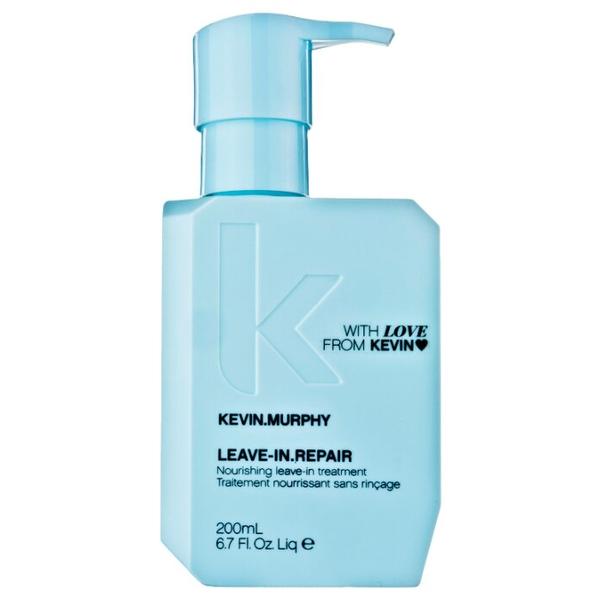 K
WITH LOVE
FROM KEVIN♥
KEVIN.MURPHY
LEAVE-IN.REPAIR
Nourishing leave-in treatment
Traitement nourrissant sans rinçage
200mL
6.7 Fl. Oz. Liq ℮